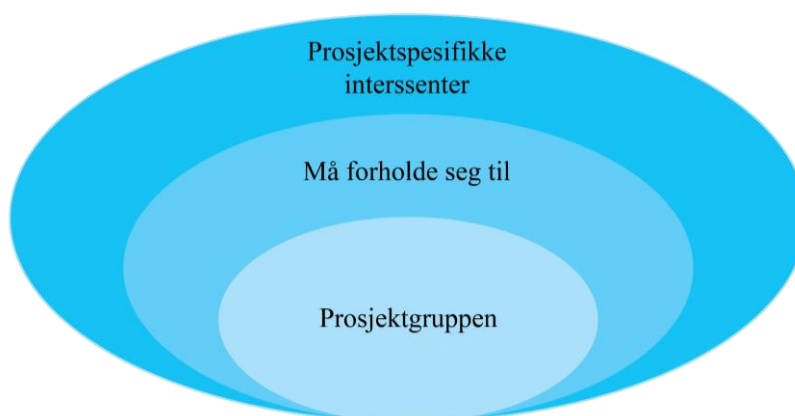 Prosjektspesifikke
interssenter
Må forholde seg til
Prosjektgruppen